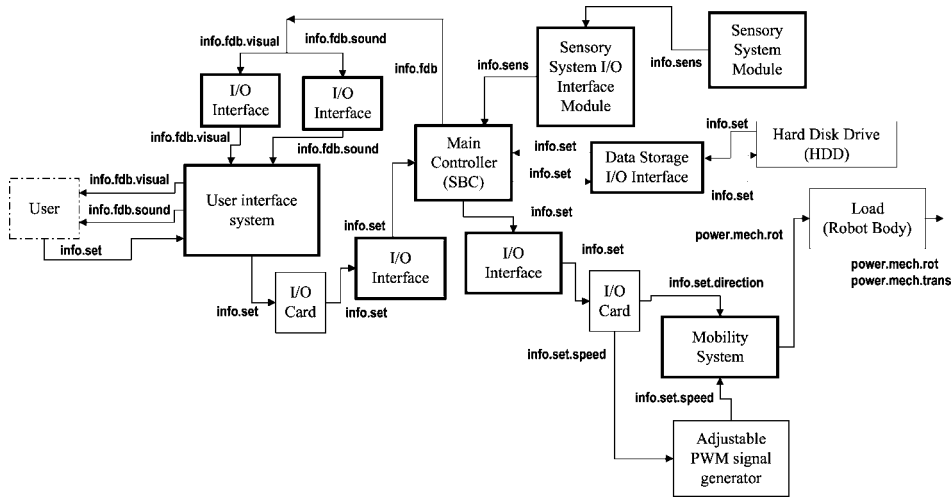 info.fdb.visual
info.fdb.sound
I/O
Interface
I/O
Interface
info.fdb.visual
info.fdb.sound
info.fdb
info.sens
Sensory
System I/O
Interface
Module
info.sens
Sensory
System
Module
Main
Controller
(SBC)
info.set
info.set
Data Storage
I/O Interface
info.set
info.set
Hard Disk Drive
(HDD)
User
info.fdb.visual
info.fdb.sound
info.set
User interface
system
info.set
I/O
Card
info.set
I/O
Interface
info.set
I/O
Interface
info.set
I/O
Card
info.set.direction
info.set.speed
Mobility
System
info.set.speed
Adjustable
PWM signal
generator
power.mech.rot
Load
(Robot Body)
power.mech.rot
power.mech.trans